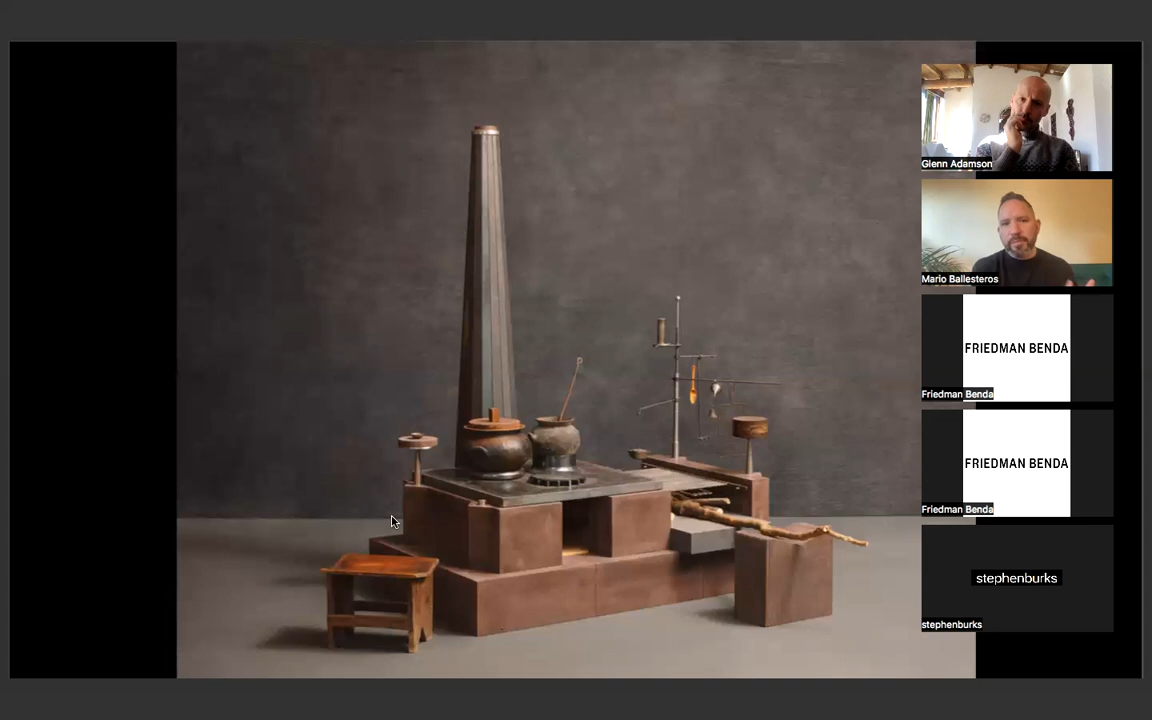 Glenn Adamson
Mario Ballesteros
FRIEDMAN BENDA
Friedman Benda
FRIEDMAN BENDA
Friedman Benda
stephenburks
stephenburks